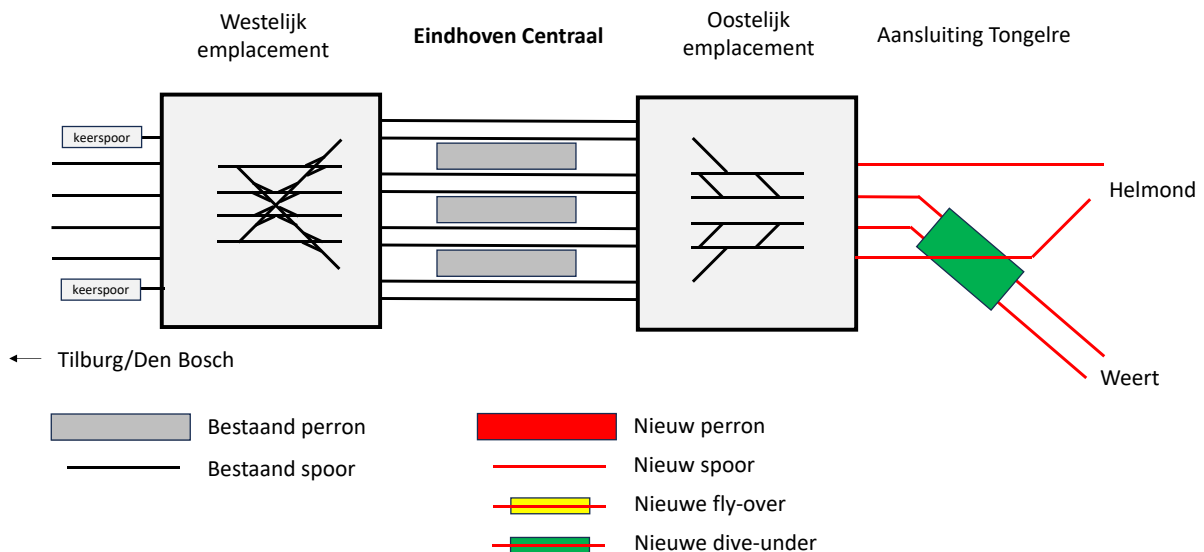 Westelijk
emplacement
Eindhoven Centraal
Oostelijk
emplacement
Aansluiting Tongelre
keerspoor
keerspoor
Helmond
Weert
← Tilburg/Den Bosch
Bestaand perron
Bestaand spoor
Nieuw perron
Nieuw spoor
Nieuwe fly-over
Nieuwe dive-under